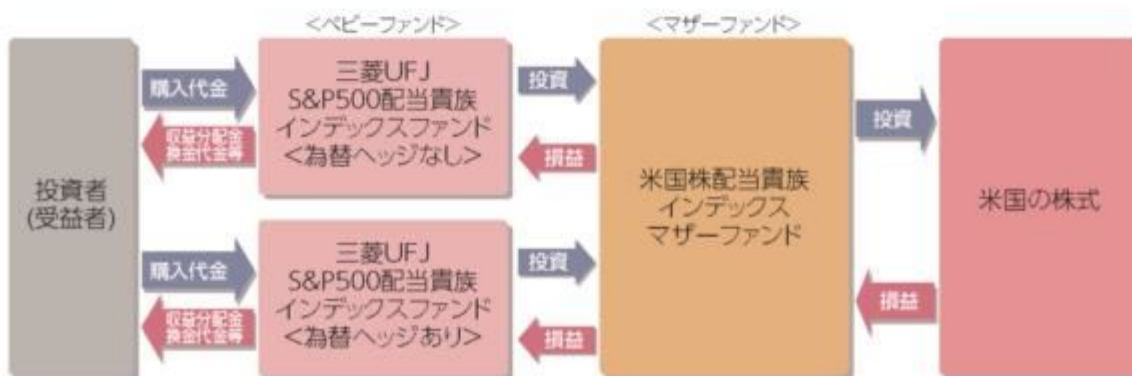 ＜ベビーファンド＞
＜マザーファンド＞
投資者
(受益者)
購入代金
収益分配金
換金代金等
三菱UFJ
S&P500配当貴族
インデックスファンド
＜為替ヘッジなし＞
投資
損益
購入代金
収益分配金
換金代金等
三菱UFJ
S&P500配当貴族
インデックスファンド
＜為替ヘッジあり＞
投資
損益
米国株配当貴族
インデックス
マザーファンド
投資
損益
米国の株式